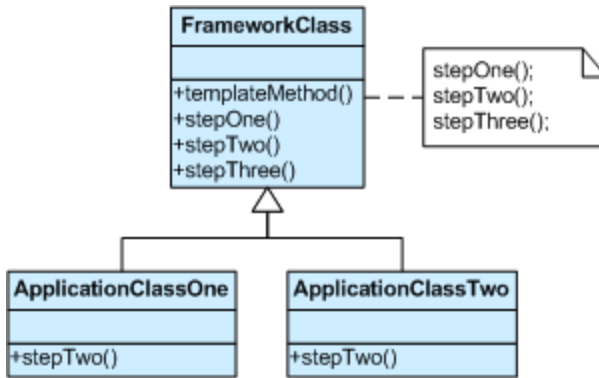 FrameworkClass
+templateMethod()
+stepOne()
+stepTwo()
+stepThree()
stepOne();
stepTwo();
stepThree();
ApplicationClassOne
+stepTwo()
ApplicationClassTwo
+stepTwo()